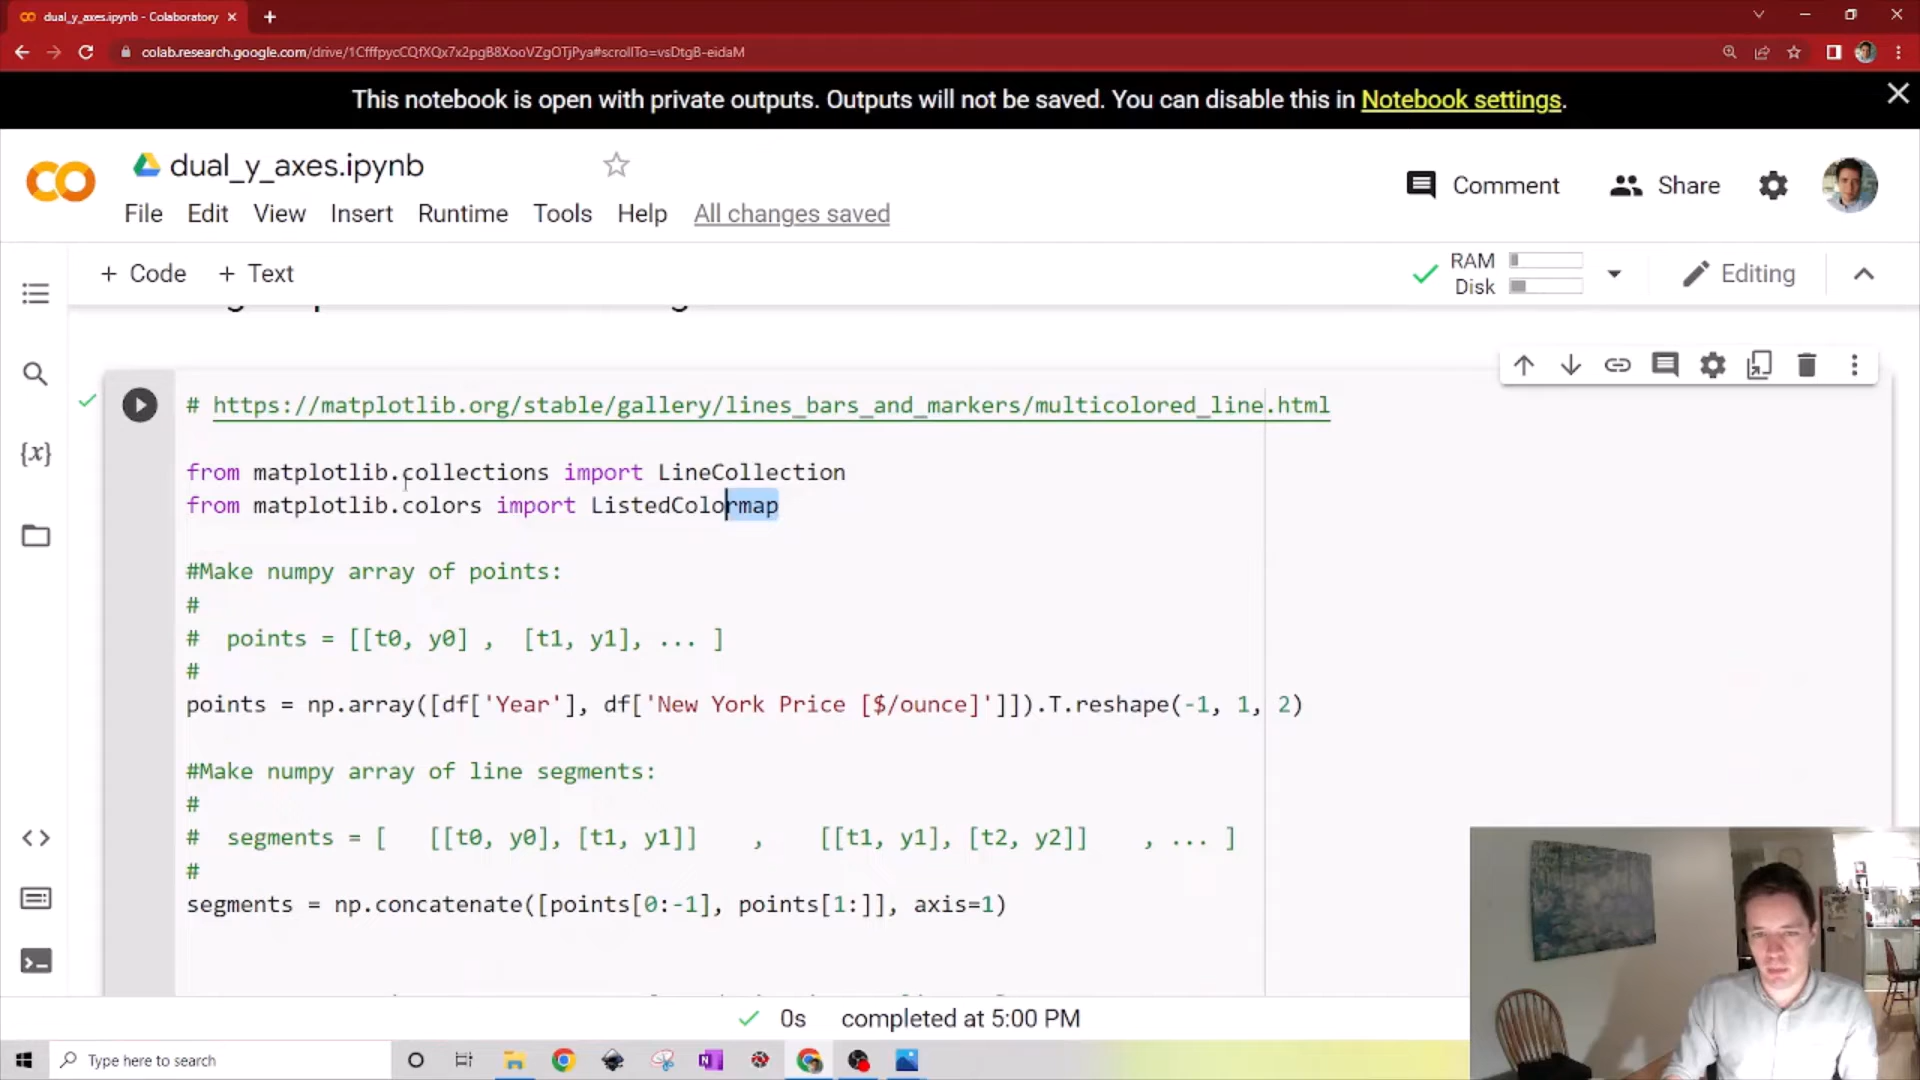 dual_y_axes.ipynb - Colaboratory
colab.research.google.com/drive/1CfffpycCQfXQx7x2pgB8XooVZgOTjPya#scrollTo=vsDtgB-eidaM
This notebook is open with private outputs. Outputs will not be saved. You can disable this in Notebook settings.
dual_y_axes.ipynb
Comment
Share
File Edit View Insert Runtime Tools Help All changes saved
+ Code + Text
RAM
Disk
Editing
# https://matplotlib.org/stable/gallery/lines_bars_and_markers/multicolored_line.html
from matplotlib.collections import LineCollection
from matplotlib.colors import ListedColormap
#Make numpy array of points:
#
# points = [[t0, y0] , [t1, y1], ... ]
#
points = np.array([df['Year'], df['New York Price [$/ounce]']]).T.reshape(-1, 1, 2)
#Make numpy array of line segments:
#
# segments = [ [[t0, y0], [t1, y1]] , [[t1, y1], [t2, y2]] , ... ]
#
segments = np.concatenate([points[0:-1], points[1:]], axis=1)
0s completed at 5:00 PM
Type here to search